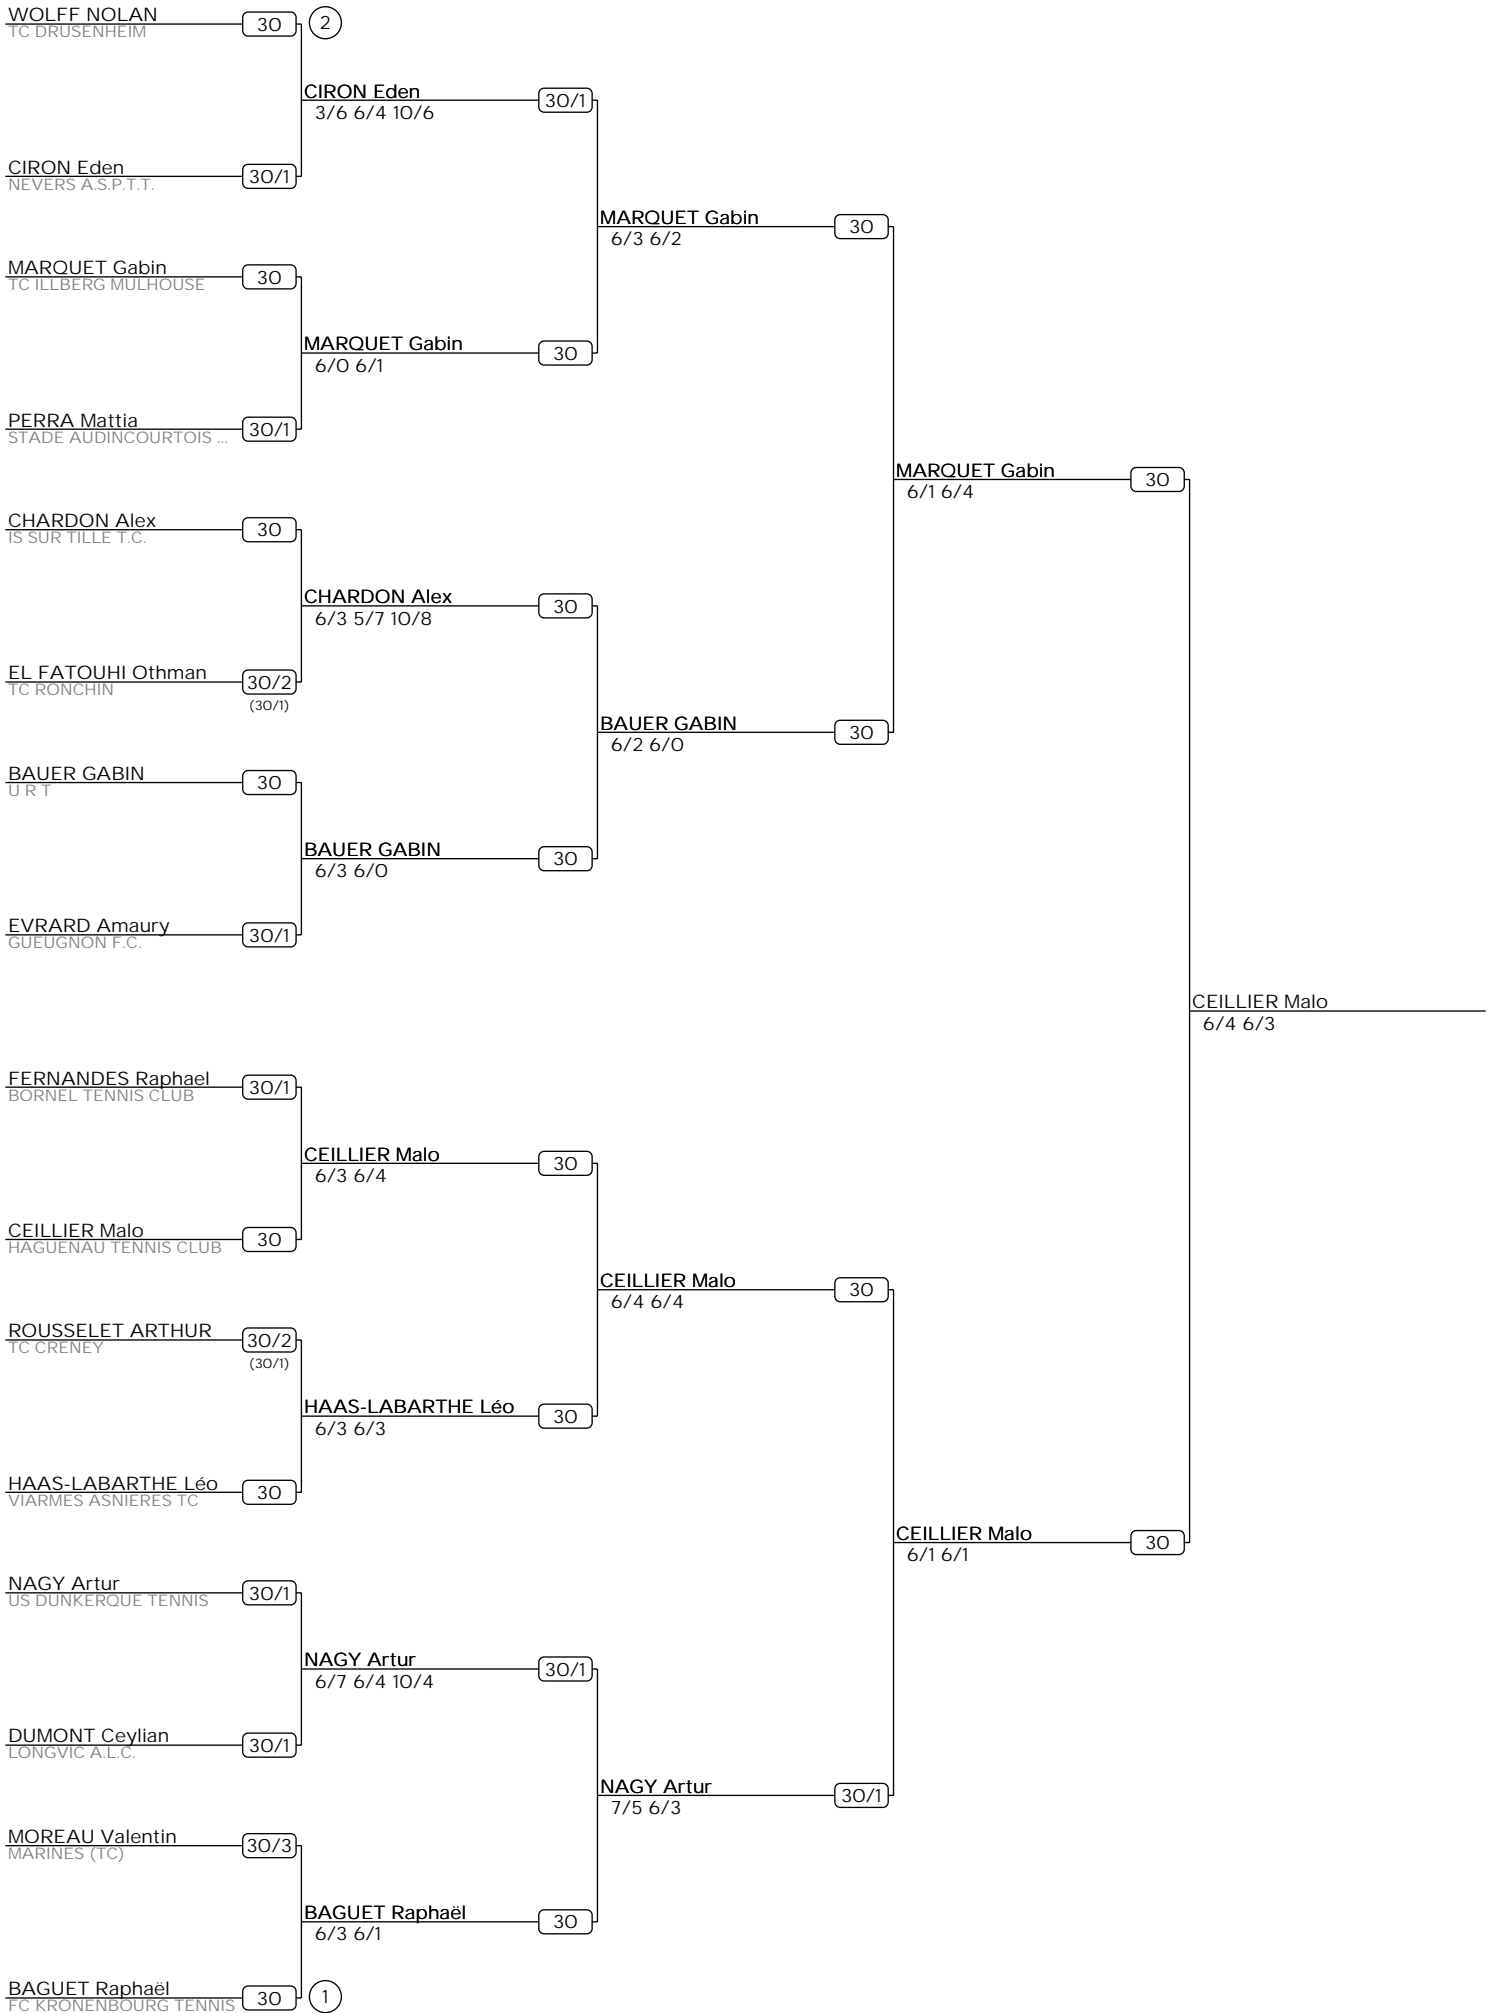 WOLFF NOLAN
TC DRUSENHEIM
30
2
CIRON Eden
3/6 6/4 10/6
30/1
CIRON Eden
NEVERS A.S.P.T.T.
30/1
MARQUET Gabin
6/3 6/2
30
MARQUET Gabin
TC ILLBERG MULHOUSE
30
MARQUET Gabin
6/0 6/1
30
PERRA Mattia
STADE AUDINCOURTOIS ...
30/1
MARQUET Gabin
6/1 6/4
30
CHARDON Alex
IS SUR TILLE T.C.
30
CHARDON Alex
6/3 5/7 10/8
30
EL FATOUHI Othman
TC RONCHIN
30/2
(30/1)
BAUER GABIN
6/2 6/0
30
BAUER GABIN
U R T
30
BAUER GABIN
6/3 6/0
30
EVRARD Amaury
GUEUGNON F.C.
30/1
CEILLIER Malo
6/4 6/3
FERNANDES Raphael
BORNEL TENNIS CLUB
30/1
CEILLIER Malo
6/3 6/4
30
CEILLIER Malo
HAGUENAU TENNIS CLUB
30
CEILLIER Malo
6/4 6/4
30
ROUSSELET ARTHUR
TC CRENEY
30/2
(30/1)
HAAS-LABARTHE Léo
6/3 6/3
30
HAAS-LABARTHE Léo
VIARMES ASNIERES TC
30
CEILLIER Malo
6/1 6/1
30
NAGY Artur
US DUNKERQUE TENNIS
30/1
NAGY Artur
6/7 6/4 10/4
30/1
DUMONT Ceylian
LONGVIC A.L.C.
30/1
NAGY Artur
7/5 6/3
30/1
MOREAU Valentin
MARINES (TC)
30/3
BAGUET Raphaël
6/3 6/1
30
BAGUET Raphaël
FC KRONENBOURG TENNIS
30
1